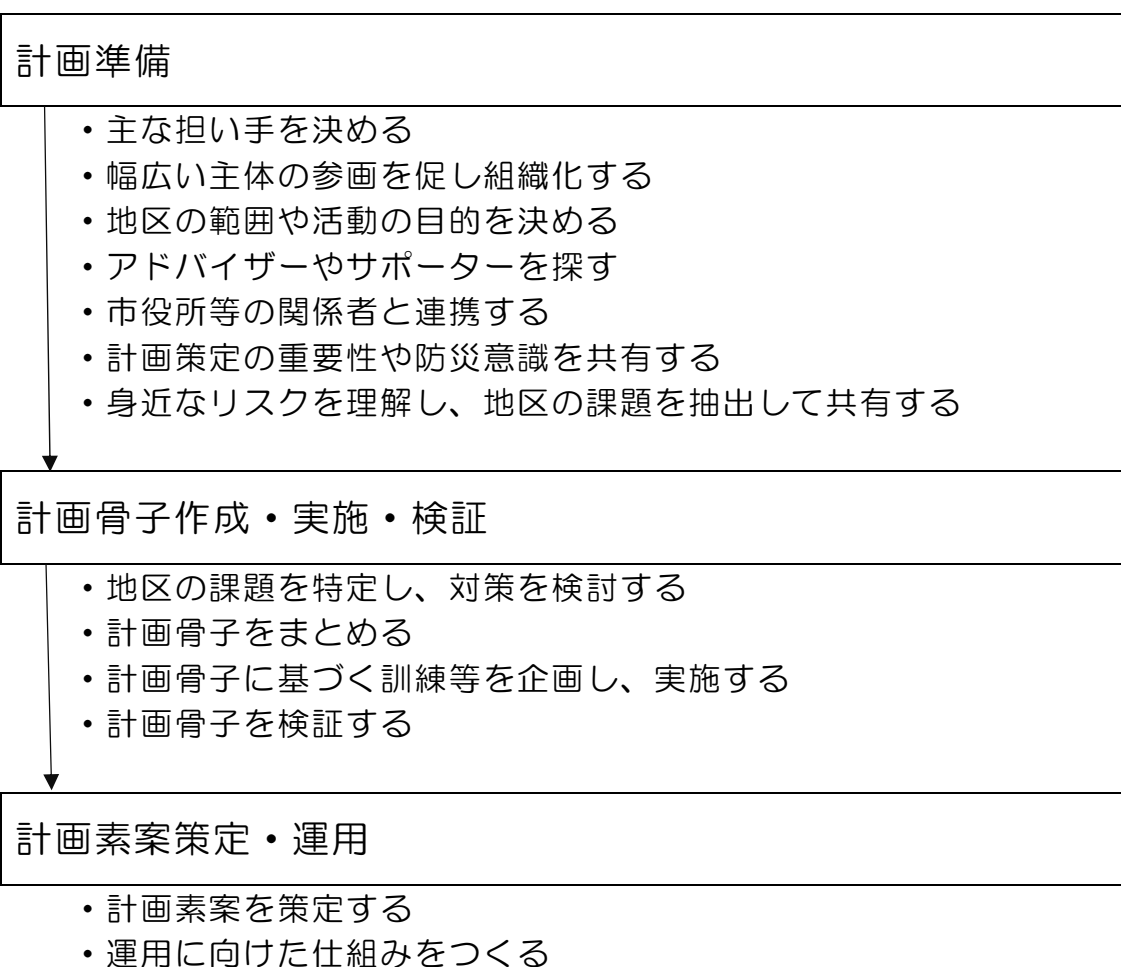 計画準備
・主な担い手を決める
・幅広い主体の参画を促し組織化する
・地区の範囲や活動の目的を決める
・アドバイザーやサポーターを探す
・市役所等の関係者と連携する
・計画策定の重要性や防災意識を共有する
・身近なリスクを理解し、地区の課題を抽出して共有する
計画骨子作成・実施・検証
・地区の課題を特定し、対策を検討する
・計画骨子をまとめる
・計画骨子に基づく訓練等を企画し、実施する
・計画骨子を検証する
計画素案策定・運用
・計画素案を策定する
・運用に向けた仕組みをつくる